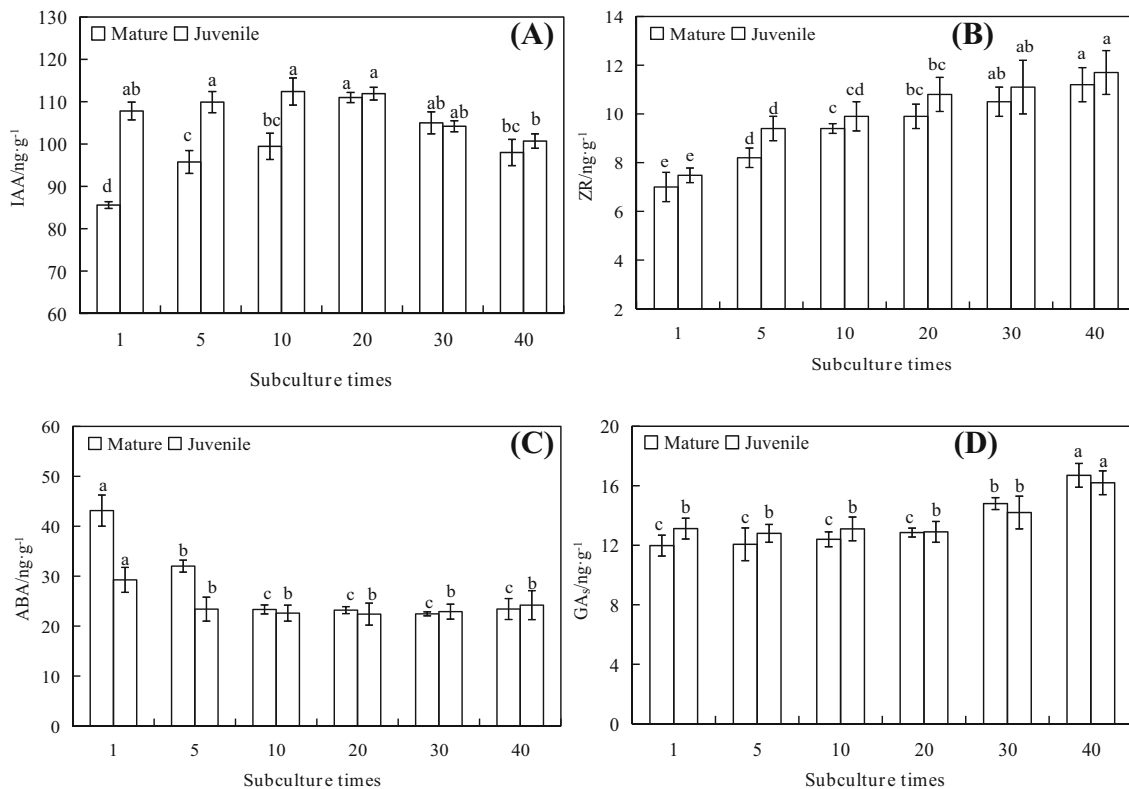 130
120
110
100
90
80
70
60
IAA/ng·g⁻¹
Mature Juvenile
(A)
d ab c a bc a a a ab ab bc b
1 5 10 20 30 40
Subculture times
14
12
10
8
6
4
2
ZR/ng·g⁻¹
Mature Juvenile
(B)
e e d d c cd bc bc ab ab a a
1 5 10 20 30 40
Subculture times
60
50
40
30
20
10
0
ABA/ng·g⁻¹
Mature Juvenile
(C)
a a b b c b c b c b c b
1 5 10 20 30 40
Subculture times
20
16
12
8
4
0
GAₛ/ng·g⁻¹
Mature Juvenile
(D)
c b c b c b c b b b a a
1 5 10 20 30 40
Subculture times